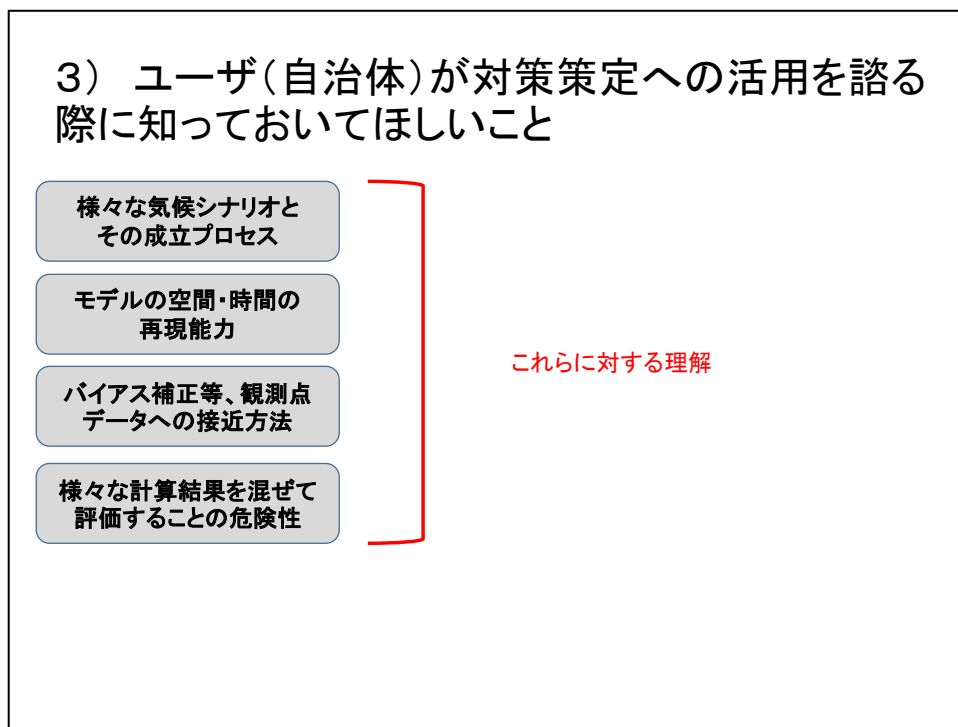 ３） ユーザ（自治体）が対策策定への活用を諮る
際に知っておいてほしいこと
様々な気候シナリオと
その成立プロセス
モデルの空間・時間の
再現能力
バイアス補正等、観測点
データへの接近方法
様々な計算結果を混ぜて
評価することの危険性
これらに対する理解